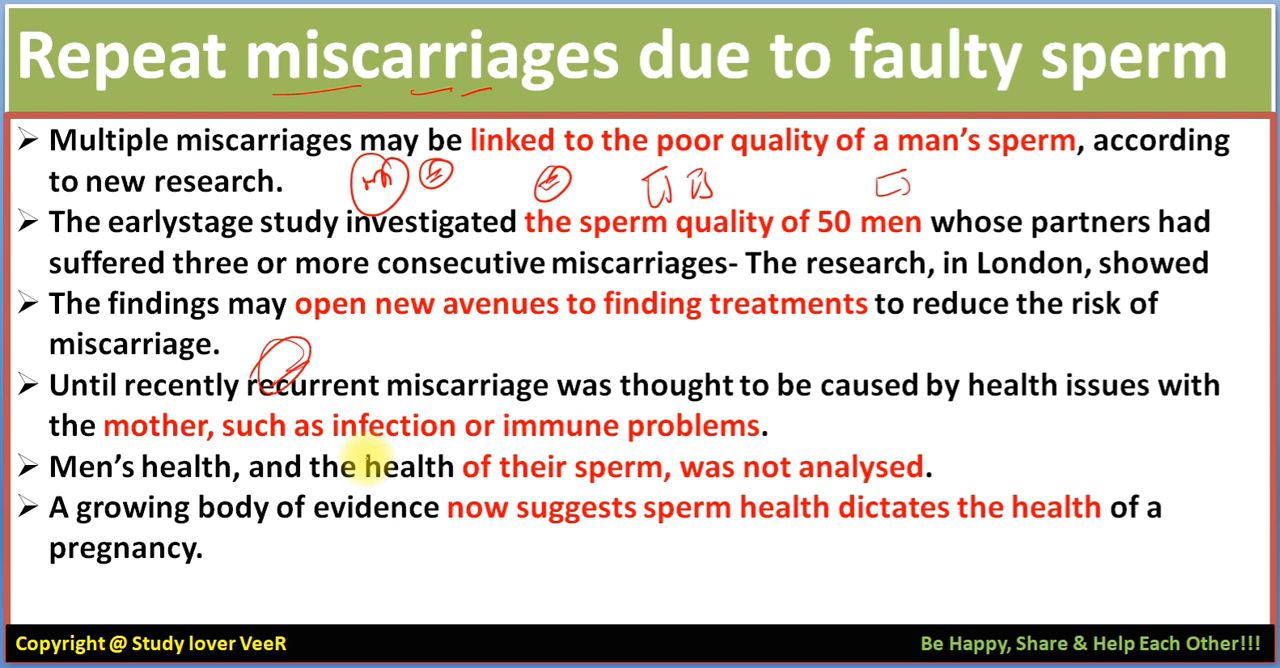 Repeat miscarriages due to faulty sperm
➢ Multiple miscarriages may be linked to the poor quality of a man’s sperm, according
to new research.
➢ The earlystage study investigated the sperm quality of 50 men whose partners had
suffered three or more consecutive miscarriages- The research, in London, showed
➢ The findings may open new avenues to finding treatments to reduce the risk of
miscarriage.
➢ Until recently recurrent miscarriage was thought to be caused by health issues with
the mother, such as infection or immune problems.
➢ Men’s health, and the health of their sperm, was not analysed.
➢ A growing body of evidence now suggests sperm health dictates the health of a
pregnancy.
Copyright @ Study lover VeeR
Be Happy, Share & Help Each Other!!!